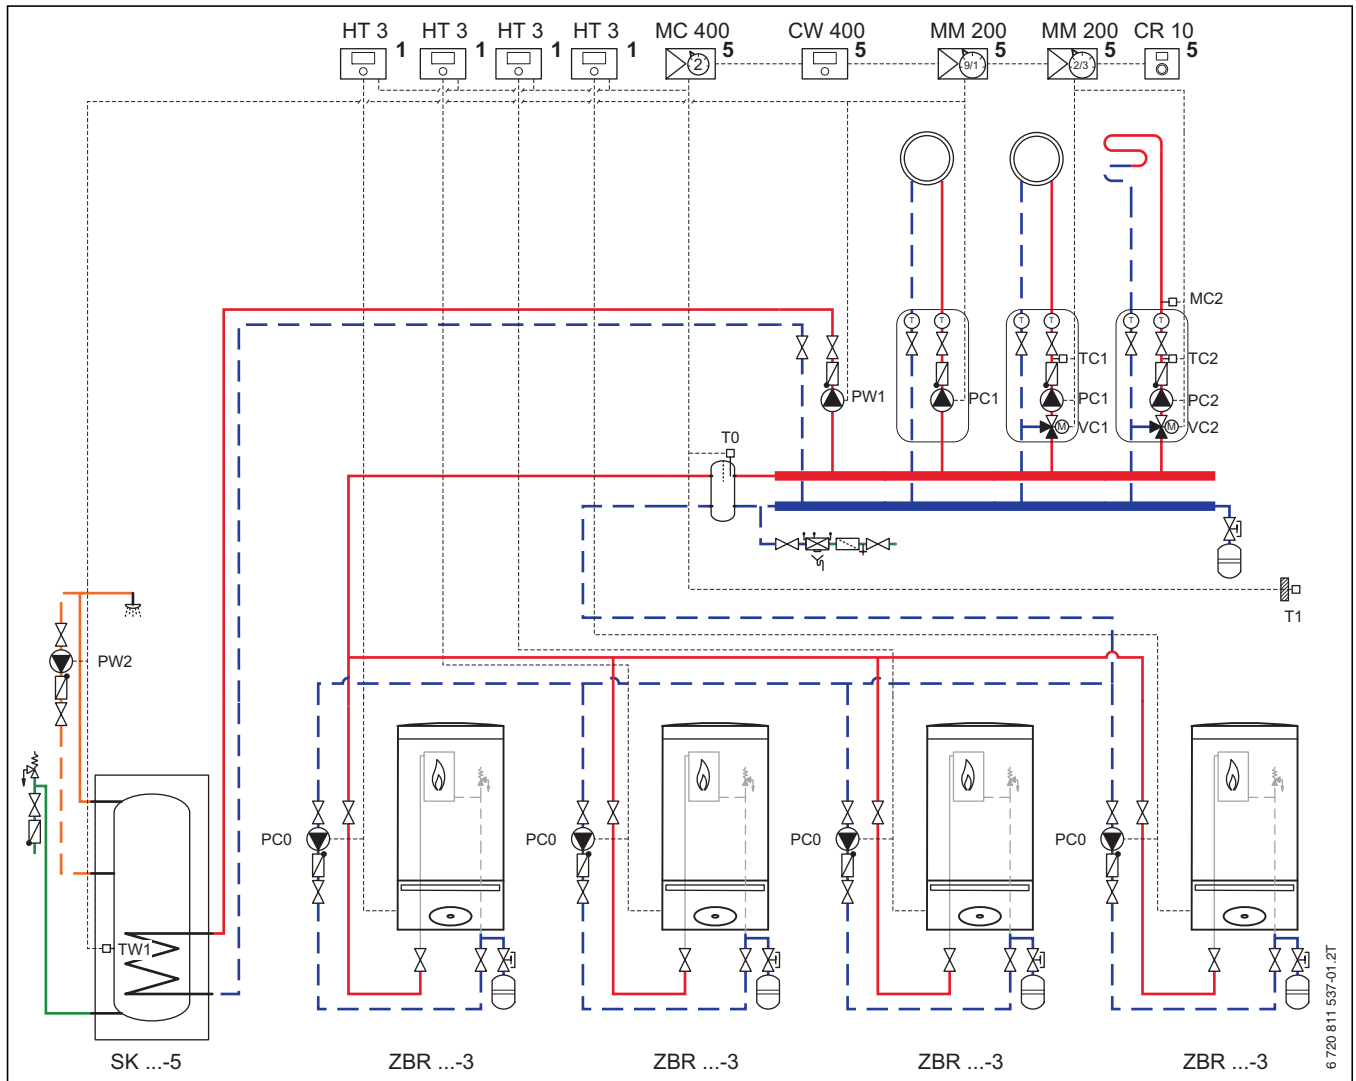 HT 3 HT 3 HT 3 HT 3 MC 400 CW 400 MM 200 MM 200 CR 10
1 1 1 1 5 5 5 5 5
2 9/1 2/3
MC2
T T T T T T
TC1 TC2
PW1 PC1 PC1 PC2
M VC1 M VC2
T0
T1
PW2
PC0 PC0 PC0 PC0
TW1
SK ...-5 ZBR ...-3 ZBR ...-3 ZBR ...-3 ZBR ...-3
6 720 811 537-01.2T